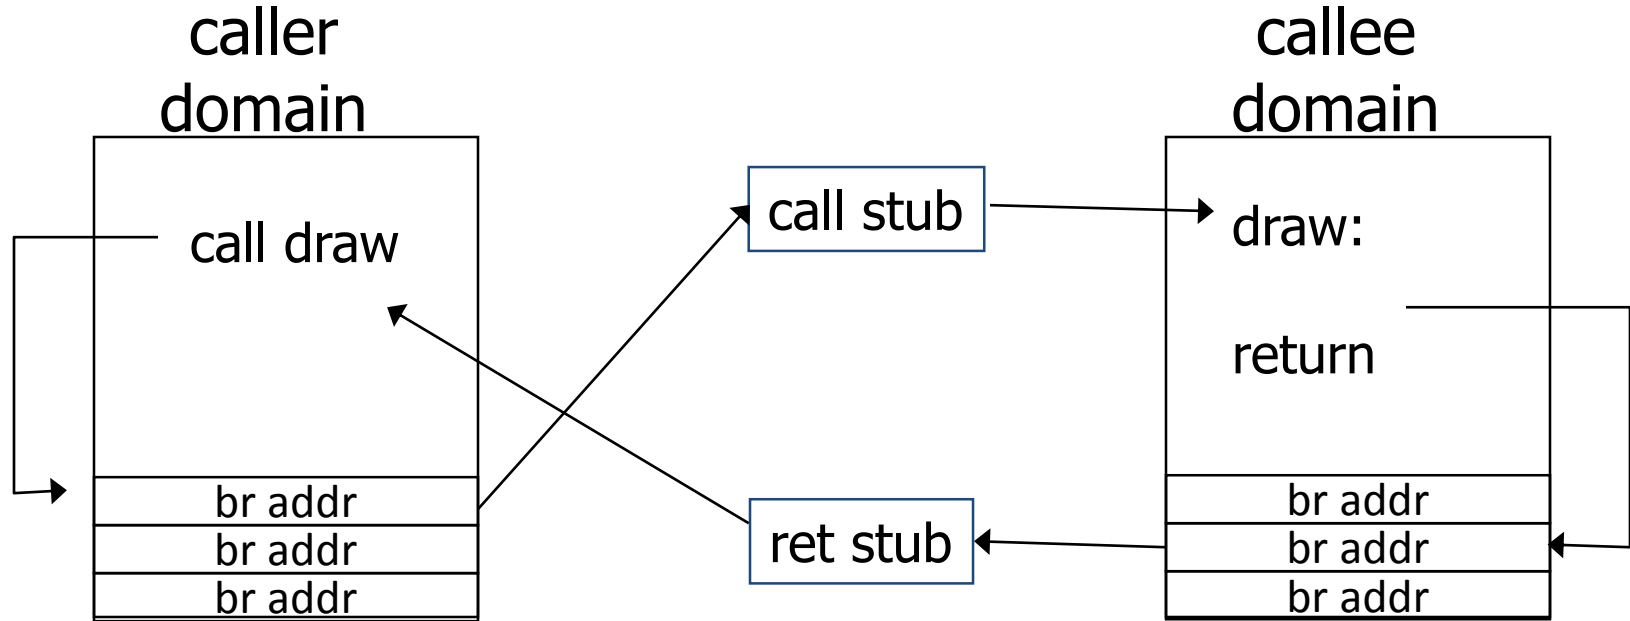 caller
domain
call draw
br addr
br addr
br addr
call stub
ret stub
callee
domain
draw:
return
br addr
br addr
br addr